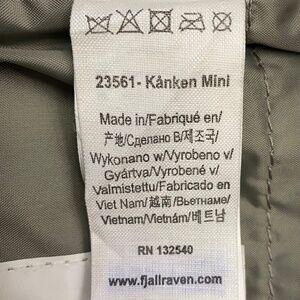 23561- Kånken Mini
Made in/Fabriqué en/
产地/Сделано В/제조국/
Wykonano w/Vyrobeno v/
Gyártva/Vyrobené v/
Valmistettu/Fabricado en
Viet Nam/越南/Вьетнаме/
Vietnam/Vietnám/베트남
RN 132540
www.fjallraven.com